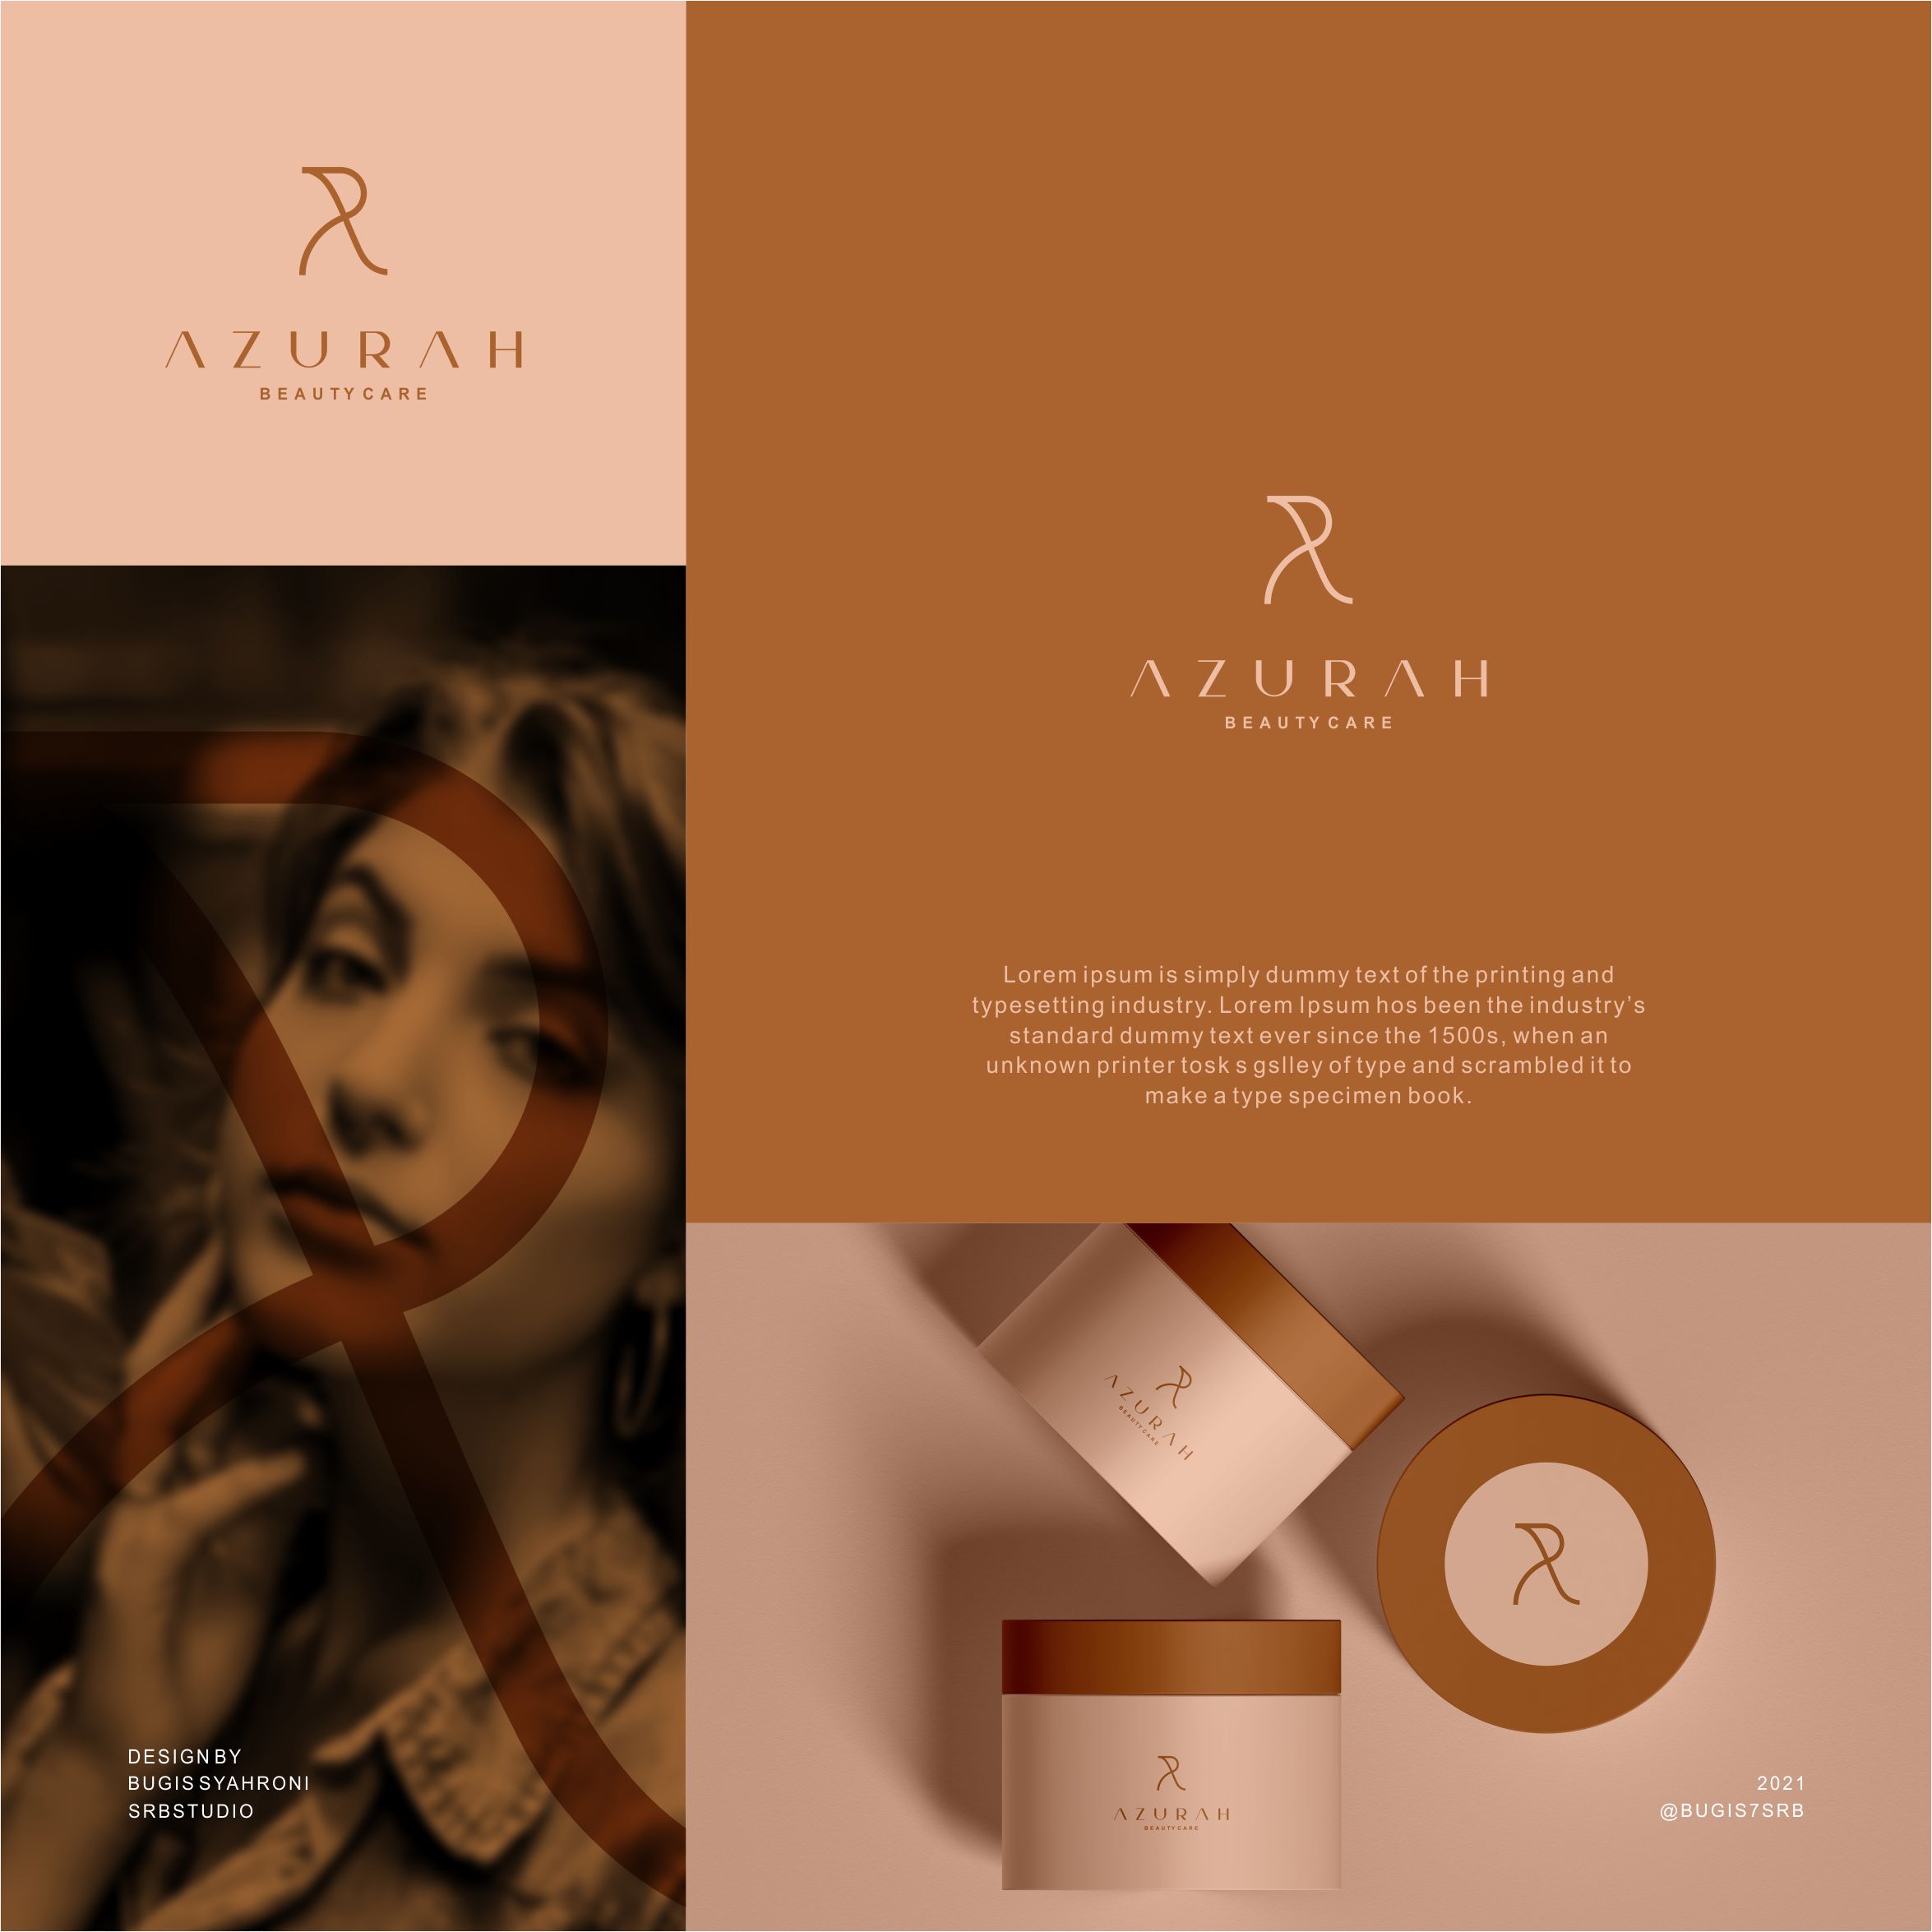 AZURAH
BEAUTY CARE
AZURAH
BEAUTY CARE
Lorem ipsum is simply dummy text of the printing and
typesetting industry. Lorem Ipsum hos been the industry’s
standard dummy text ever since the 1500s, when an
unknown printer tosk s gslley of type and scrambled it to
make a type specimen book.
AZURAH
BEAUTY CARE
AZURAH
BEAUTY CARE
DESIGN BY
BUGIS SYAHRONI
SRBSTUDIO
2021
@BUGIS7SRB